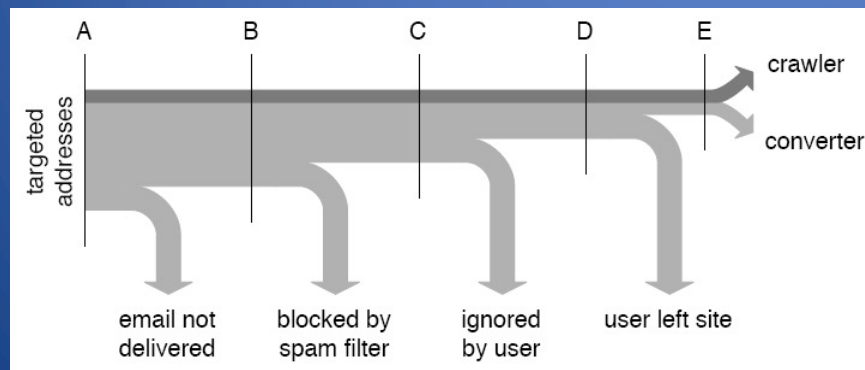 A B C D E
crawler
converter
targeted
addresses
email not
delivered
blocked by
spam filter
ignored
by user
user left site